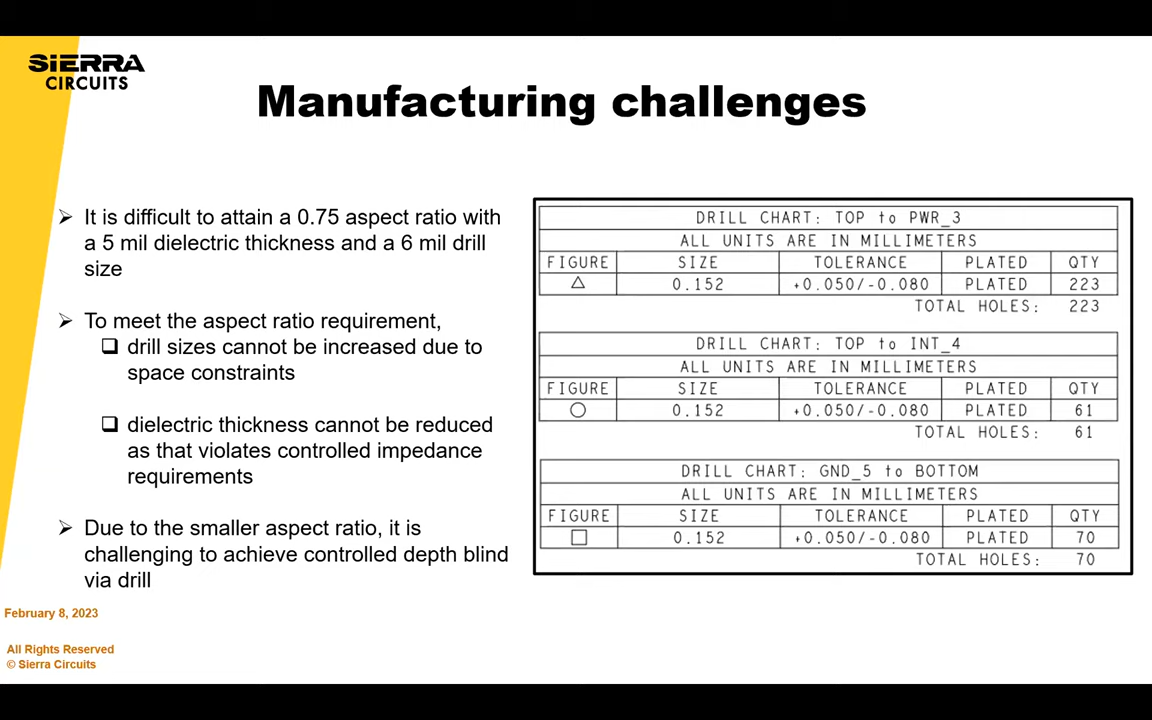 SIERRA
CIRCUITS
Manufacturing challenges
It is difficult to attain a 0.75 aspect ratio with
a 5 mil dielectric thickness and a 6 mil drill
size
To meet the aspect ratio requirement,
drill sizes cannot be increased due to
space constraints
dielectric thickness cannot be reduced
as that violates controlled impedance
requirements
Due to the smaller aspect ratio, it is
challenging to achieve controlled depth blind
via drill
DRILL CHART: TOP to PWR_3
ALL UNITS ARE IN MILLIMETERS
FIGURE SIZE TOLERANCE PLATED QTY
△ 0.152 +0.050/-0.080 PLATED 223
TOTAL HOLES: 223
DRILL CHART: TOP to INT_4
ALL UNITS ARE IN MILLIMETERS
FIGURE SIZE TOLERANCE PLATED QTY
○ 0.152 +0.050/-0.080 PLATED 61
TOTAL HOLES: 61
DRILL CHART: GND_5 to BOTTOM
ALL UNITS ARE IN MILLIMETERS
FIGURE SIZE TOLERANCE PLATED QTY
□ 0.152 +0.050/-0.080 PLATED 70
TOTAL HOLES: 70
February 8, 2023
All Rights Reserved
© Sierra Circuits